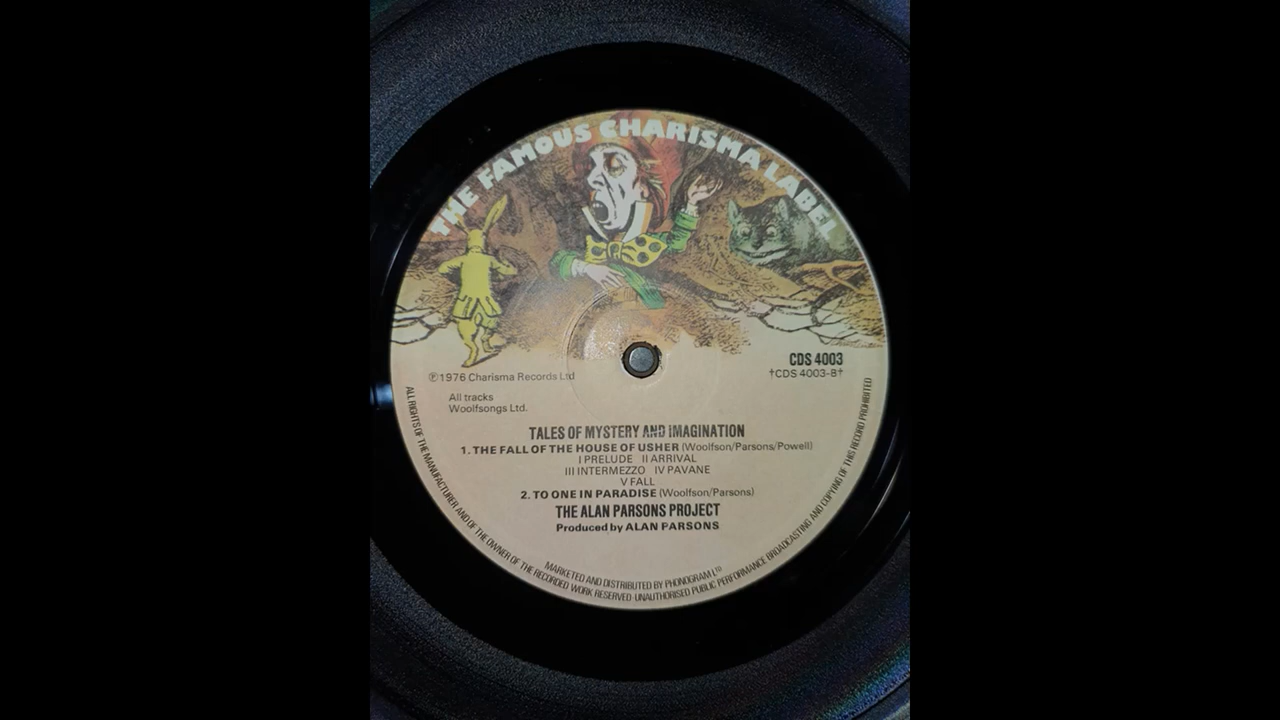 THE FAMOUS CHARISMA LABEL
CDS 4003
℗1976 Charisma Records Ltd
†CDS 4003-B†
All tracks
Woolfsongs Ltd.
TALES OF MYSTERY AND IMAGINATION
1. THE FALL OF THE HOUSE OF USHER (Woolfson/Parsons/Powell)
I PRELUDE II ARRIVAL
III INTERMEZZO IV PAVANE
V FALL
2. TO ONE IN PARADISE (Woolfson/Parsons)
THE ALAN PARSONS PROJECT
Produced by ALAN PARSONS
MARKETED AND DISTRIBUTED BY PHONOGRAM LTD
ALL RIGHTS OF THE MANUFACTURER AND OF THE OWNER OF THE RECORDED WORK RESERVED·UNAUTHORISED PUBLIC PERFORMANCE BROADCASTING AND COPYING OF THIS RECORD PROHIBITED